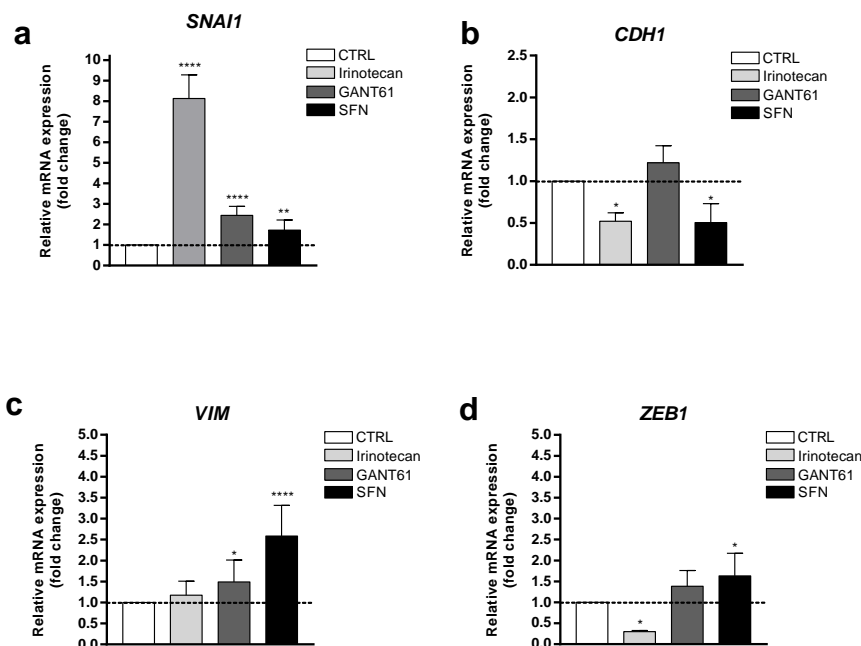 a
SNAI1
Relative mRNA expression
(fold change)
10
9
8
7
6
5
4
3
2
1
0
****
****
**
CTRL
Irinotecan
GANT61
SFN
b
CDH1
Relative mRNA expression
(fold change)
2.5
2.0
1.5
1.0
0.5
0.0
*
*
CTRL
Irinotecan
GANT61
SFN
c
VIM
Relative mRNA expression
(fold change)
5.0
4.5
4.0
3.5
3.0
2.5
2.0
1.5
1.0
0.5
0.0
*
****
CTRL
Irinotecan
GANT61
SFN
d
ZEB1
Relative mRNA expression
(fold change)
5.0
4.5
4.0
3.5
3.0
2.5
2.0
1.5
1.0
0.5
0.0
*
*
CTRL
Irinotecan
GANT61
SFN